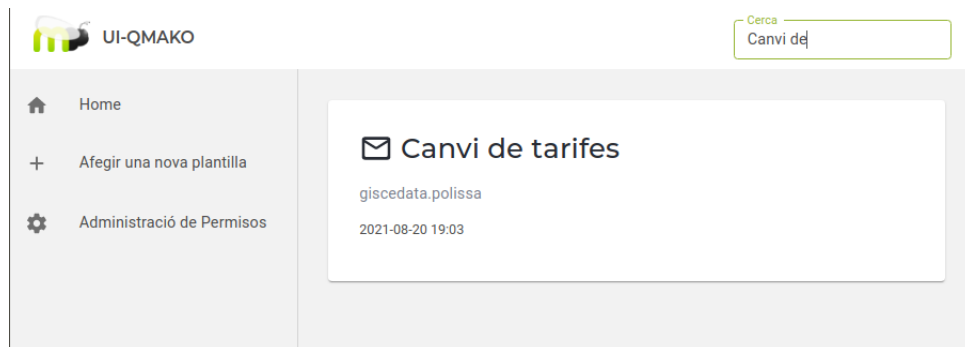 UI-QMAKO
Cerca
Canvi de
Home
Afegir una nova plantilla
Administració de Permisos
Canvi de tarifes
giscedata.polissa
2021-08-20 19:03